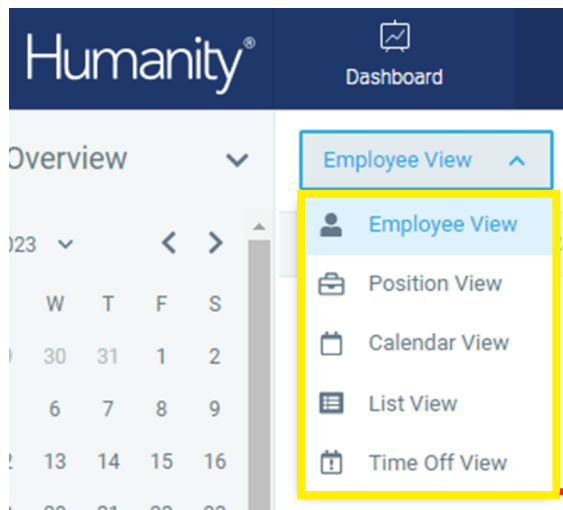 Humanity®
Dashboard
Overview
Employee View
Employee View
023
Position View
W T F S
Calendar View
30 31 1 2
List View
6 7 8 9
Time Off View
13 14 15 16